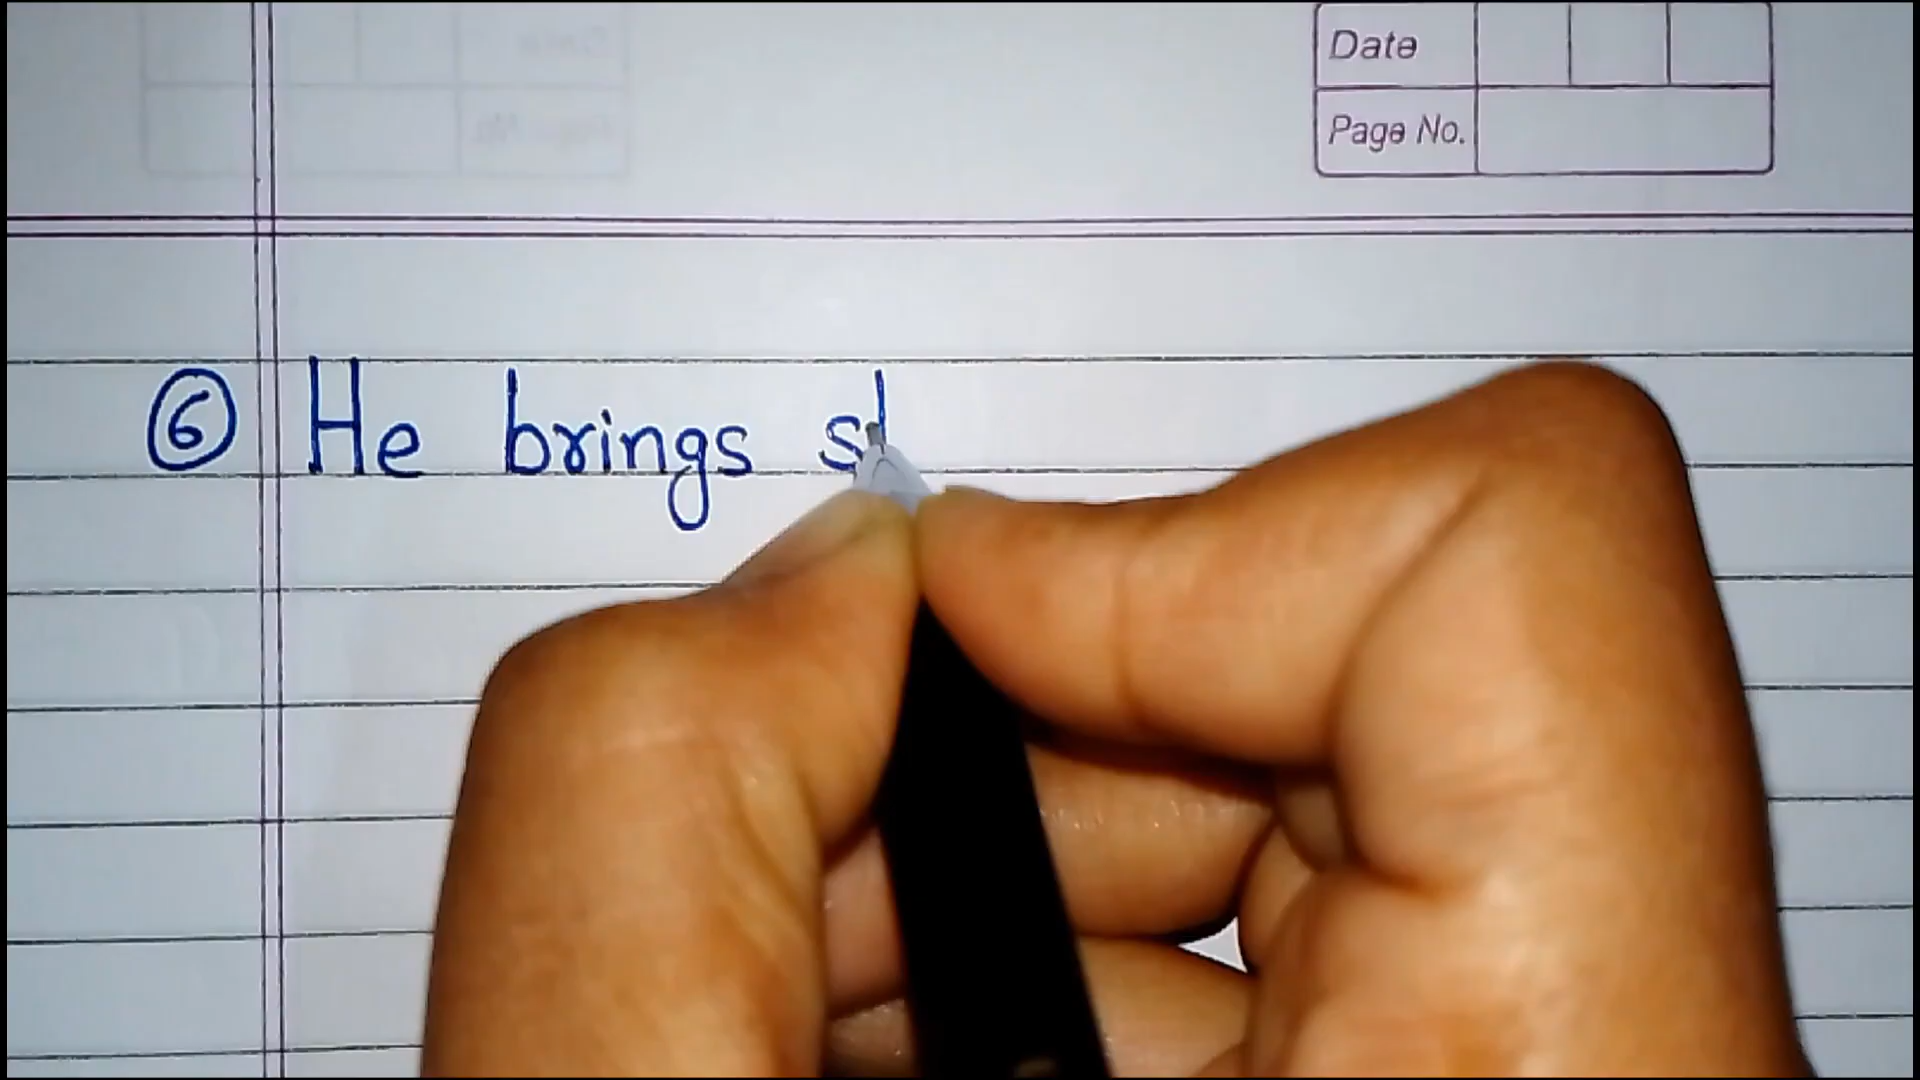 Date
Page No.
⑥ He brings